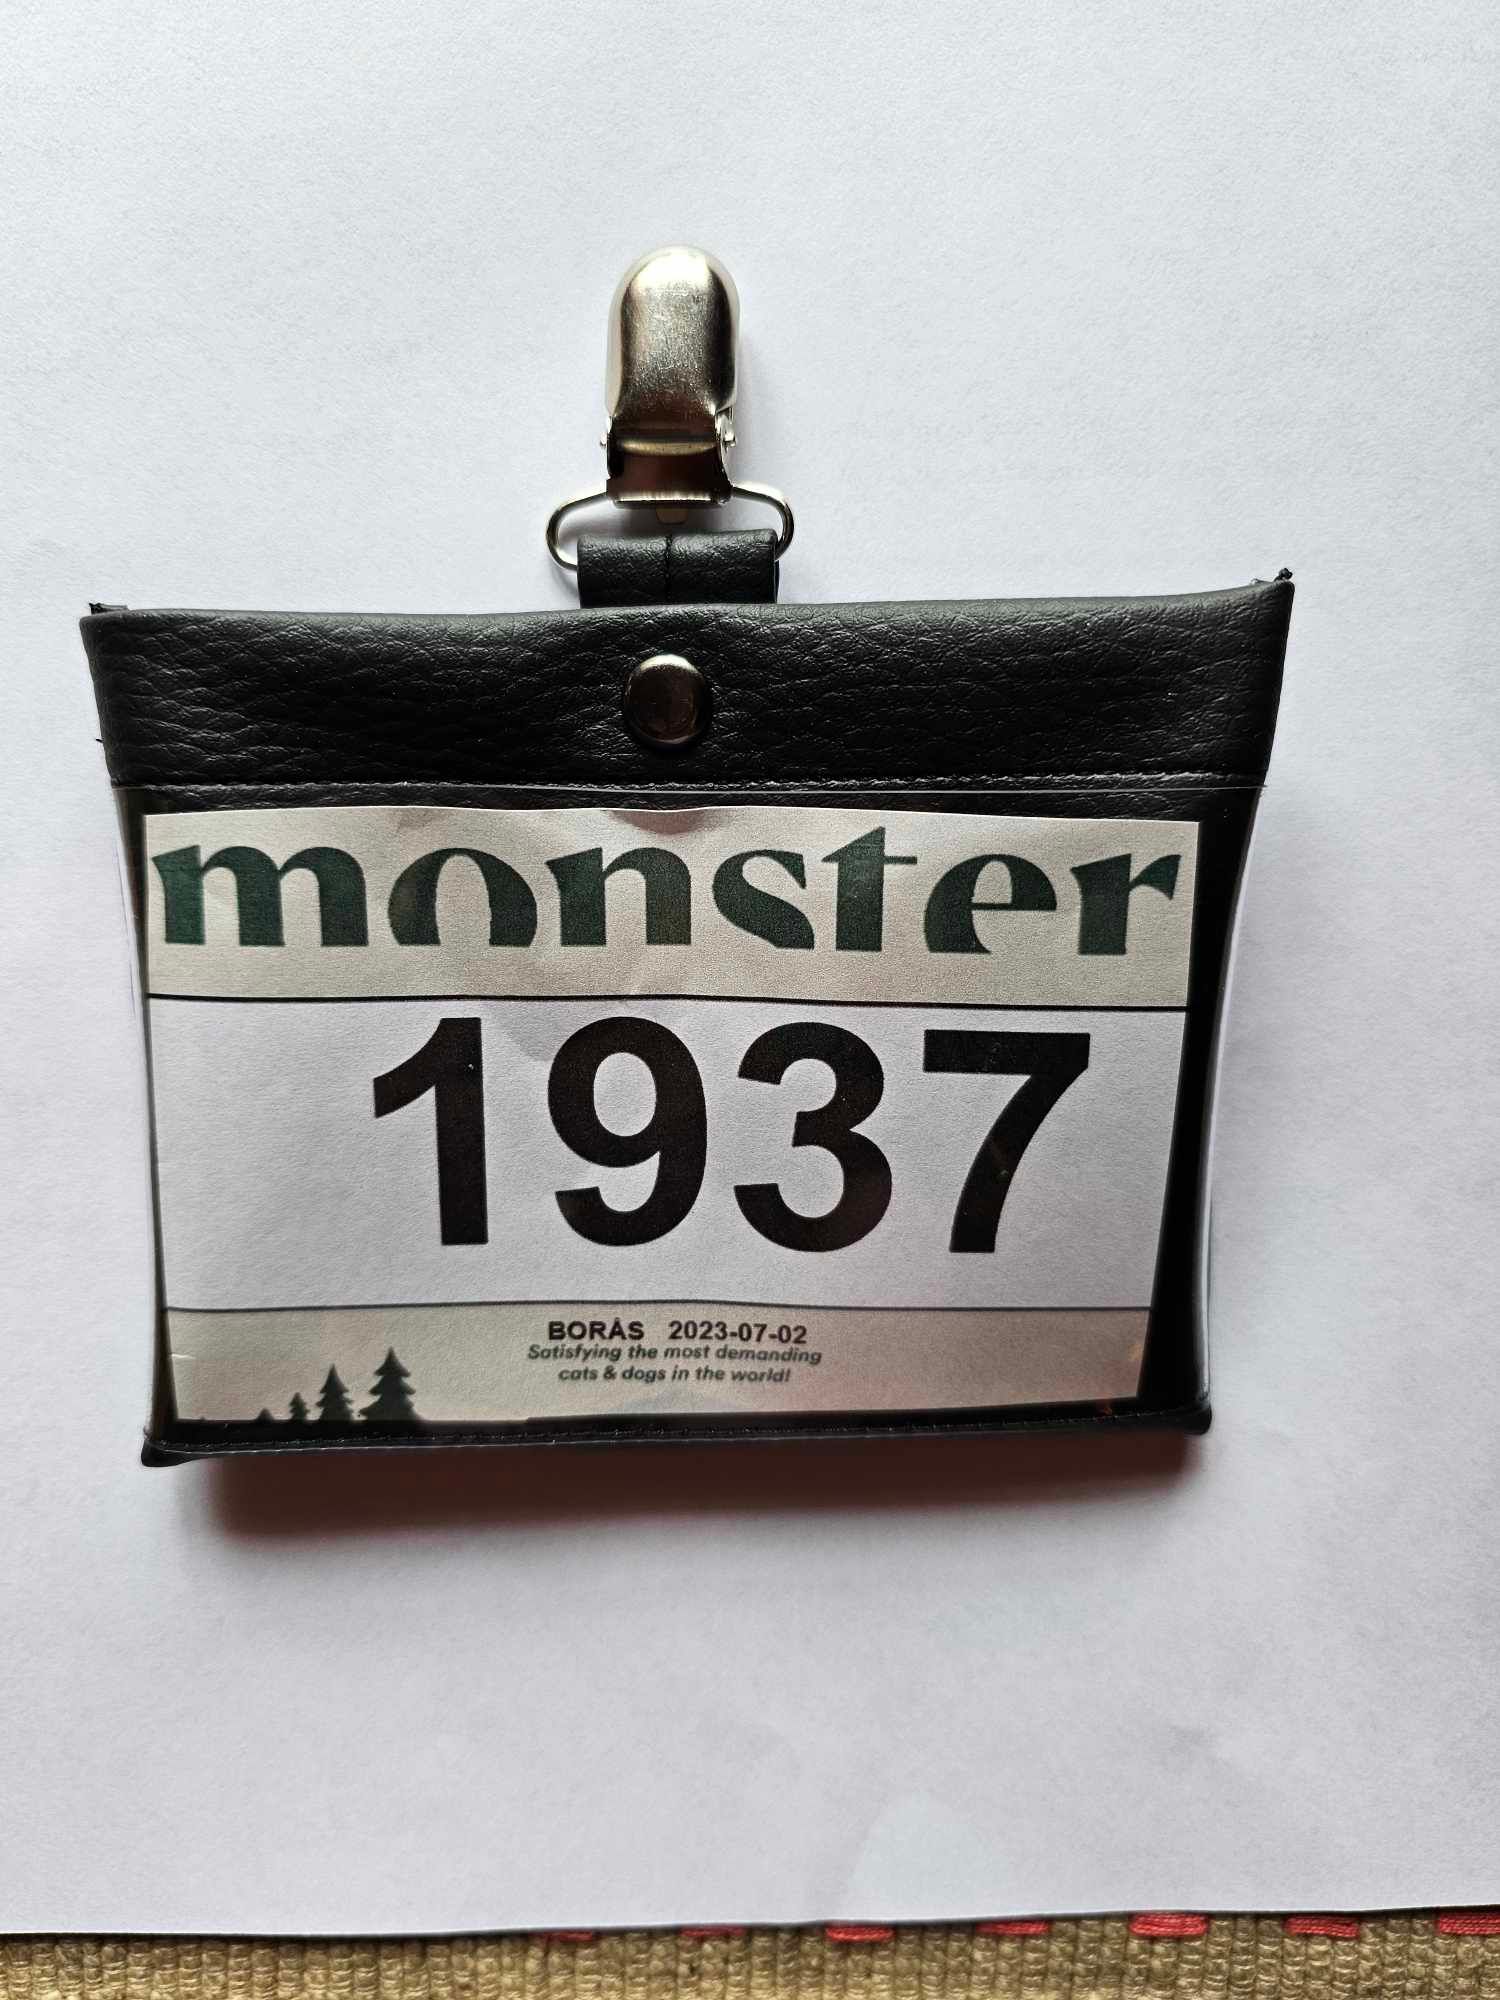 monster
1937
BORÅS 2023-07-02
Satisfying the most demanding
cats & dogs in the world!